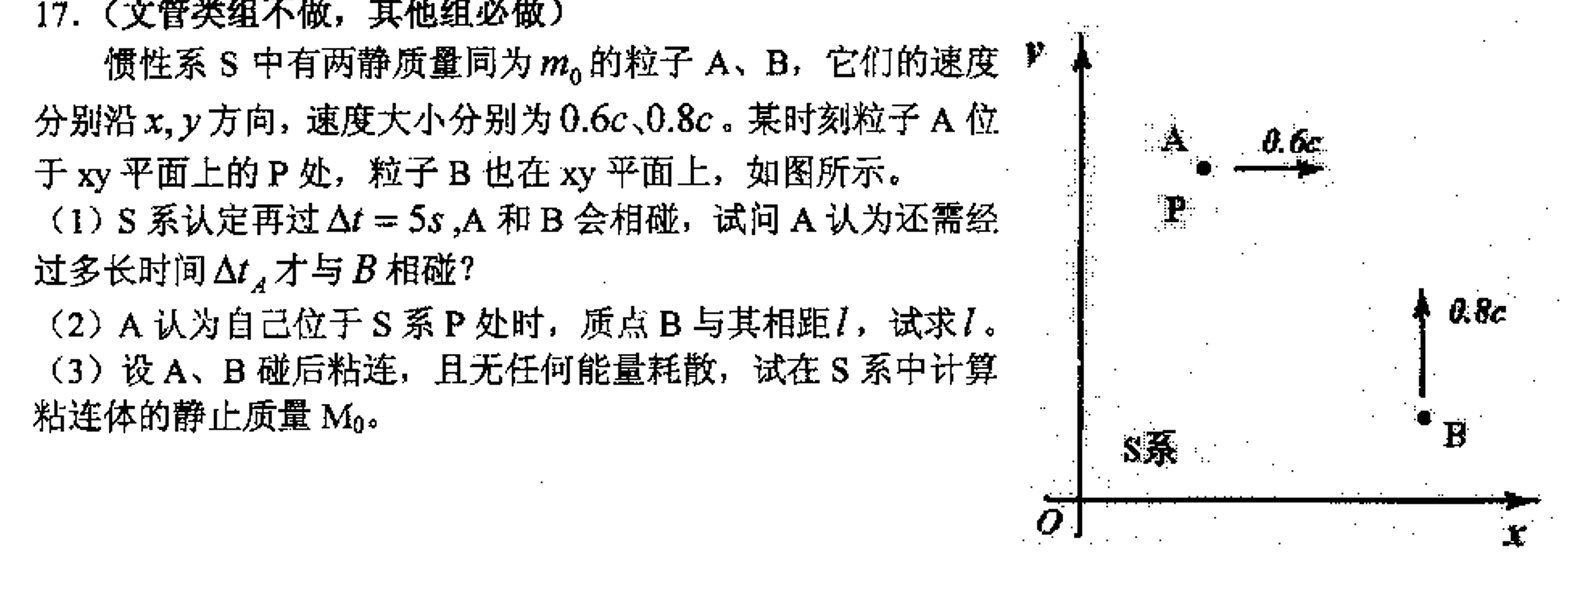 17.（文管类组不做，其他组必做）
惯性系 S 中有两静质量同为 m₀ 的粒子 A、B，它们的速度
分别沿 x, y 方向，速度大小分别为 0.6c、0.8c。某时刻粒子 A 位
于 xy 平面上的 P 处，粒子 B 也在 xy 平面上，如图所示。
（1）S 系认定再过 Δt = 5s ,A 和 B 会相碰，试问 A 认为还需经
过多长时间 Δt_A 才与 B 相碰？
（2）A 认为自己位于 S 系 P 处时，质点 B 与其相距 l，试求 l。
（3）设 A、B 碰后粘连，且无任何能量耗散，试在 S 系中计算
粘连体的静止质量 M₀。
y
A
0.6c
P
0.8c
B
S系
O
x